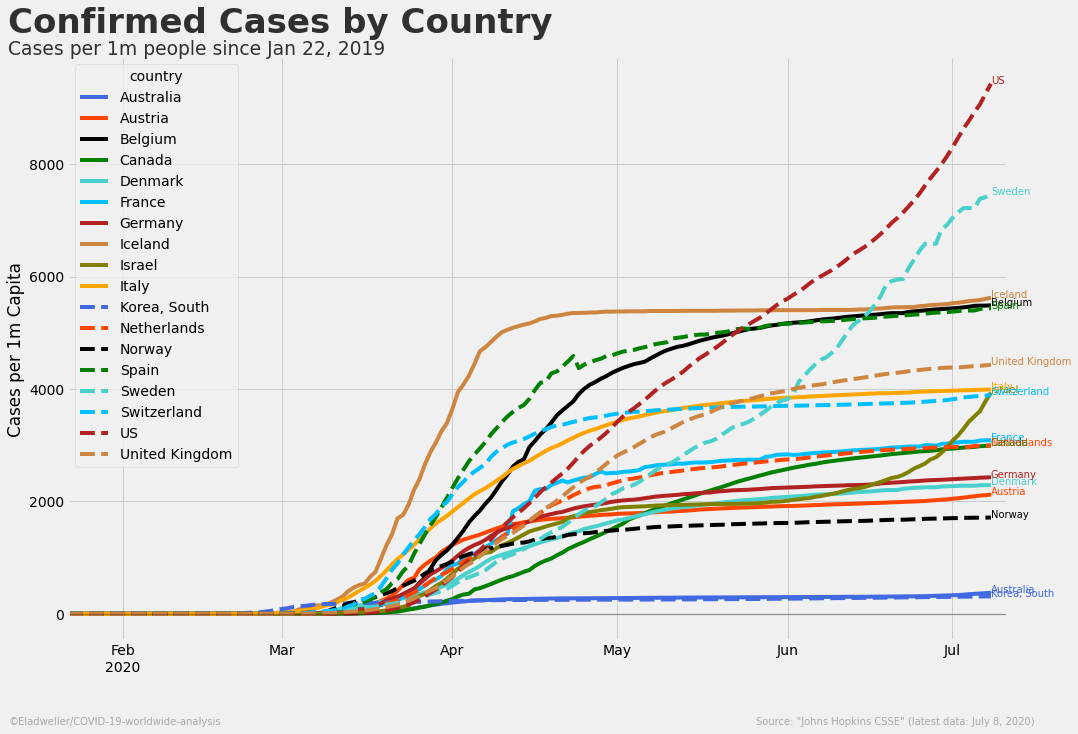 Confirmed Cases by Country
Cases per 1m people since Jan 22, 2019
country
Australia
Austria
Belgium
Canada
Denmark
France
Germany
Iceland
Israel
Italy
Korea, South
Netherlands
Norway
Spain
Sweden
Switzerland
US
United Kingdom
Cases per 1m Capita
8000
6000
4000
2000
0
US
Sweden
Iceland
Belgium
Spain
United Kingdom
Italy
Israel
Switzerland
France
Canada
Netherlands
Germany
Denmark
Austria
Norway
Australia
Korea, South
Feb
2020
Mar
Apr
May
Jun
Jul
©Eladweller/COVID-19-worldwide-analysis
Source: "Johns Hopkins CSSE" (latest data: July 8, 2020)